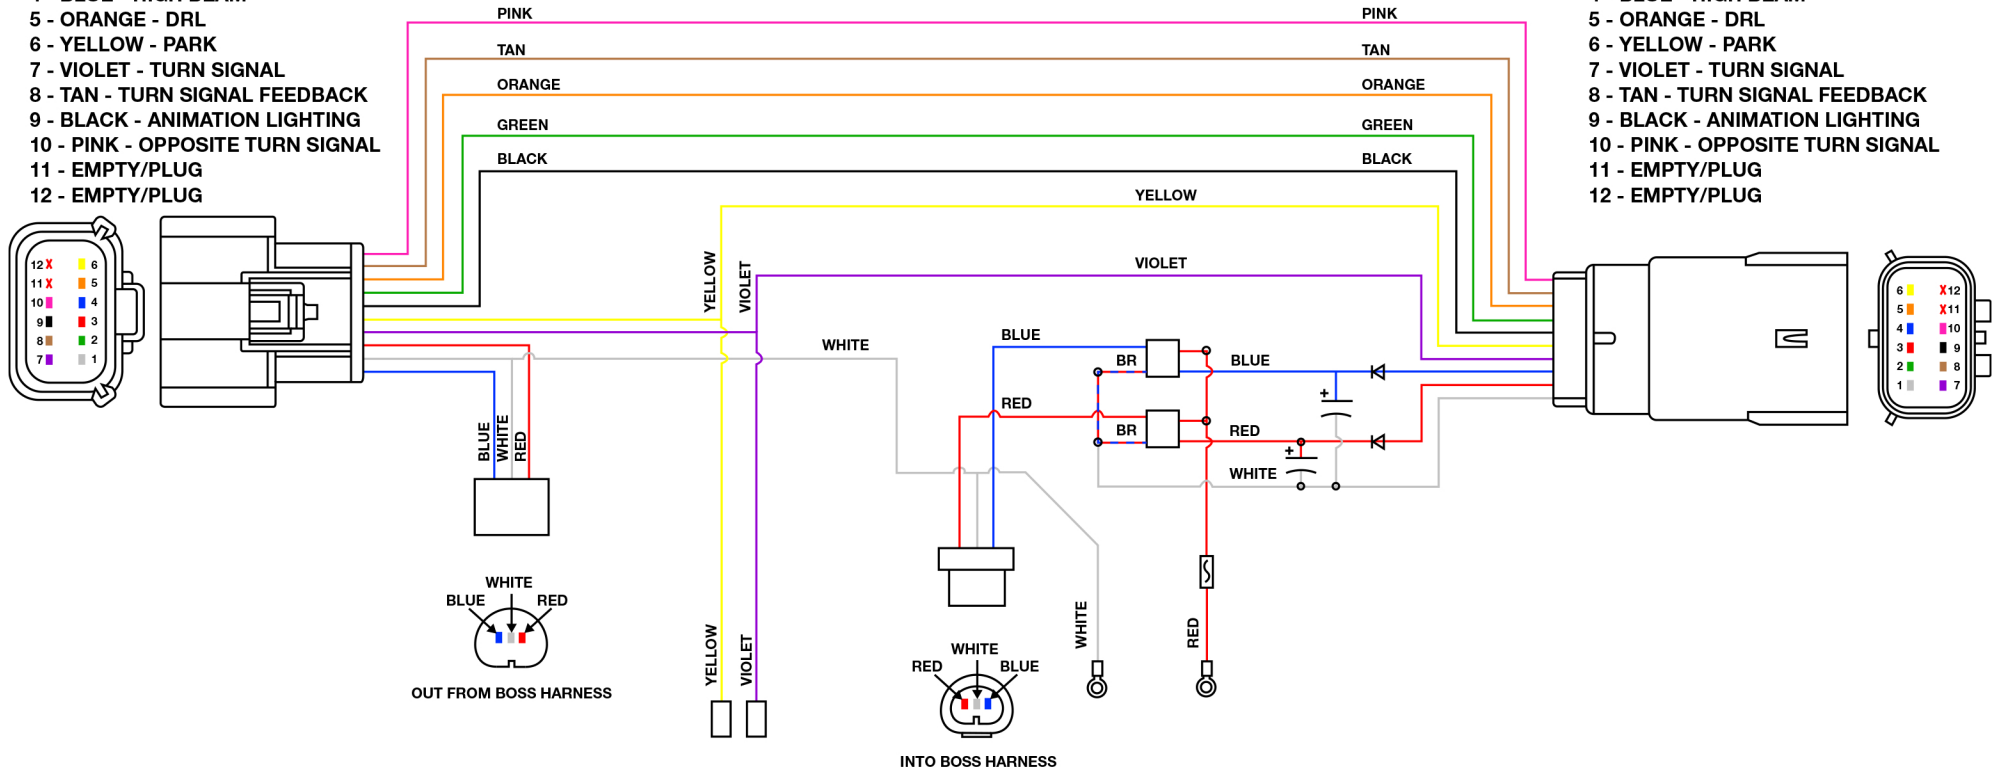 5 - ORANGE - DRL
6 - YELLOW - PARK
7 - VIOLET - TURN SIGNAL
8 - TAN - TURN SIGNAL FEEDBACK
9 - BLACK - ANIMATION LIGHTING
10 - PINK - OPPOSITE TURN SIGNAL
11 - EMPTY/PLUG
12 - EMPTY/PLUG
PINK
TAN
ORANGE
GREEN
BLACK
PINK
TAN
ORANGE
GREEN
BLACK
5 - ORANGE - DRL
6 - YELLOW - PARK
7 - VIOLET - TURN SIGNAL
8 - TAN - TURN SIGNAL FEEDBACK
9 - BLACK - ANIMATION LIGHTING
10 - PINK - OPPOSITE TURN SIGNAL
11 - EMPTY/PLUG
12 - EMPTY/PLUG
12 X 6
11 X 5
10 4
9 3
8 2
7 1
YELLOW
YELLOW
VIOLET
VIOLET
WHITE
BLUE
BR
BLUE
+
RED
BR
RED
+
WHITE
6 X 12
5 X 11
4 10
3 9
2 8
1 7
BLUE
WHITE
RED
WHITE
BLUE RED
OUT FROM BOSS HARNESS
YELLOW
VIOLET
WHITE
RED BLUE
INTO BOSS HARNESS
WHITE
RED